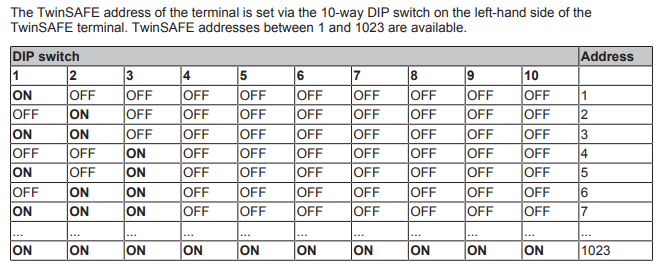 The TwinSAFE address of the terminal is set via the 10-way DIP switch on the left-hand side of the
TwinSAFE terminal. TwinSAFE addresses between 1 and 1023 are available.
DIP switch Address
1 2 3 4 5 6 7 8 9 10
ON OFF OFF OFF OFF OFF OFF OFF OFF OFF 1
OFF ON OFF OFF OFF OFF OFF OFF OFF OFF 2
ON ON OFF OFF OFF OFF OFF OFF OFF OFF 3
OFF OFF ON OFF OFF OFF OFF OFF OFF OFF 4
ON OFF ON OFF OFF OFF OFF OFF OFF OFF 5
OFF ON ON OFF OFF OFF OFF OFF OFF OFF 6
ON ON ON OFF OFF OFF OFF OFF OFF OFF 7
... ... ... ... ... ... ... ... ... ... ...
ON ON ON ON ON ON ON ON ON ON 1023